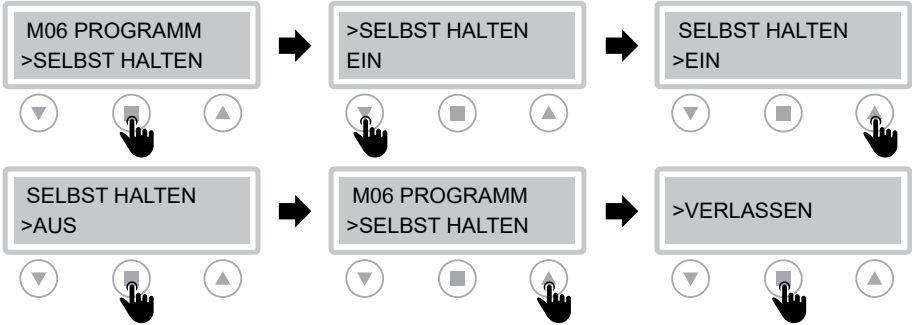 M06 PROGRAMM
>SELBST HALTEN
>SELBST HALTEN
EIN
SELBST HALTEN
>EIN
SELBST HALTEN
>AUS
M06 PROGRAMM
>SELBST HALTEN
>VERLASSEN